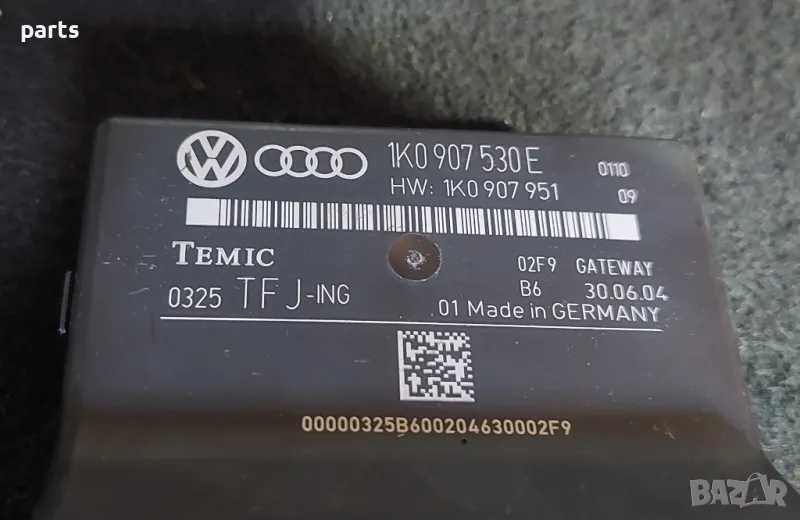 parts
1K0 907 530 E 0110
HW: 1K0 907 951 09
TEMIC 02F9 GATEWAY
B6 30.06.04
0325 TFJ-ING .01 Made in GERMANY
00000325B600204630002F9
BAZAR